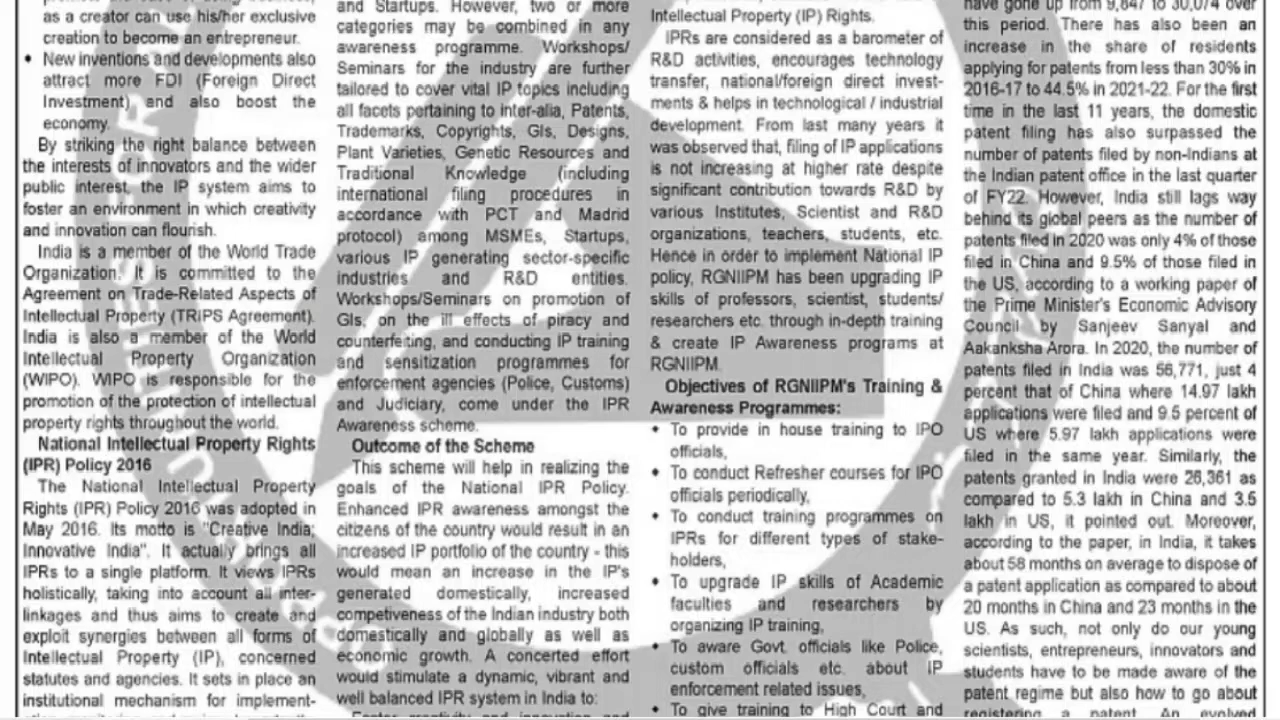 as a creator can use his/her exclusive
creation to become an entrepreneur.
• New inventions and developments also
attract more FDI (Foreign Direct
Investment) and also boost the
economy.
By striking the right balance between
the interests of innovators and the wider
public interest, the IP system aims to
foster an environment in which creativity
and innovation can flourish.
India is a member of the World Trade
Organization. It is committed to the
Agreement on Trade-Related Aspects of
Intellectual Property (TRIPS Agreement).
India is also a member of the World
Intellectual Property Organization
(WIPO). WIPO is responsible for the
promotion of the protection of intellectual
property rights throughout the world.
National Intellectual Property Rights
(IPR) Policy 2016
The National Intellectual Property
Rights (IPR) Policy 2016 was adopted in
May 2016. Its motto is "Creative India;
Innovative India". It actually brings all
IPRs to a single platform. It views IPRs
holistically, taking into account all inter-
linkages and thus aims to create and
exploit synergies between all forms of
Intellectual Property (IP), concerned
statutes and agencies. It sets in place an
institutional mechanism for implement-
and Startups. However, two or more
categories may be combined in any
awareness programme. Workshops/
Seminars for the industry are further
tailored to cover vital IP topics including
all facets pertaining to inter-alia, Patents,
Trademarks, Copyrights, GIs, Designs,
Plant Varieties, Genetic Resources and
Traditional Knowledge (including
international filing procedures in
accordance with PCT and Madrid
protocol) among MSMEs, Startups,
various IP generating sector-specific
industries and R&D entities.
Workshops/Seminars on promotion of
GIs, on the ill effects of piracy and
counterfeiting, and conducting IP training
and sensitization programmes for
enforcement agencies (Police, Customs)
and Judiciary, come under the IPR
Awareness scheme.
Outcome of the Scheme
This scheme will help in realizing the
goals of the National IPR Policy.
Enhanced IPR awareness amongst the
citizens of the country would result in an
increased IP portfolio of the country - this
would mean an increase in the IP's
generated domestically, increased
competiveness of the Indian industry both
domestically and globally as well as
economic growth. A concerted effort
would stimulate a dynamic, vibrant and
well balanced IPR system in India to:
Intellectual Property (IP) Rights.
IPRs are considered as a barometer of
R&D activities, encourages technology
transfer, national/foreign direct invest-
ments & helps in technological / industrial
development. From last many years it
was observed that, filing of IP applications
is not increasing at higher rate despite
significant contribution towards R&D by
various Institutes, Scientist and R&D
organizations, teachers, students, etc.
Hence in order to implement National IP
policy, RGNIIPM has been upgrading IP
skills of professors, scientist, students/
researchers etc. through in-depth training
& create IP Awareness programs at
RGNIIPM.
Objectives of RGNIIPM's Training &
Awareness Programmes:
• To provide in house training to IPO
officials,
• To conduct Refresher courses for IPO
officials periodically,
• To conduct training programmes on
IPRs for different types of stake-
holders,
• To upgrade IP skills of Academic
faculties and researchers by
organizing IP training,
• To aware Govt. officials like Police,
custom officials etc. about IP
enforcement related issues,
• To give training to High Court and
have gone up from 9,847 to 30,074 over
this period. There has also been an
increase in the share of residents
applying for patents from less than 30% in
2016-17 to 44.5% in 2021-22. For the first
time in the last 11 years, the domestic
patent filing has also surpassed the
number of patents filed by non-Indians at
the Indian patent office in the last quarter
of FY22. However, India still lags way
behind its global peers as the number of
patents filed in 2020 was only 4% of those
filed in China and 9.5% of those filed in
the US, according to a working paper of
the Prime Minister's Economic Advisory
Council by Sanjeev Sanyal and
Aakanksha Arora. In 2020, the number of
patents filed in India was 56,771, just 4
percent that of China where 14.97 lakh
applications were filed and 9.5 percent of
US where 5.97 lakh applications were
filed in the same year. Similarly, the
patents granted in India were 26,361 as
compared to 5.3 lakh in China and 3.5
lakh in US, it pointed out. Moreover,
according to the paper, in India, it takes
about 58 months on average to dispose of
a patent application as compared to about
20 months in China and 23 months in the
US. As such, not only do our young
scientists, entrepreneurs, innovators and
students have to be made aware of the
patent regime but also how to go about
registering a patent. An evolved